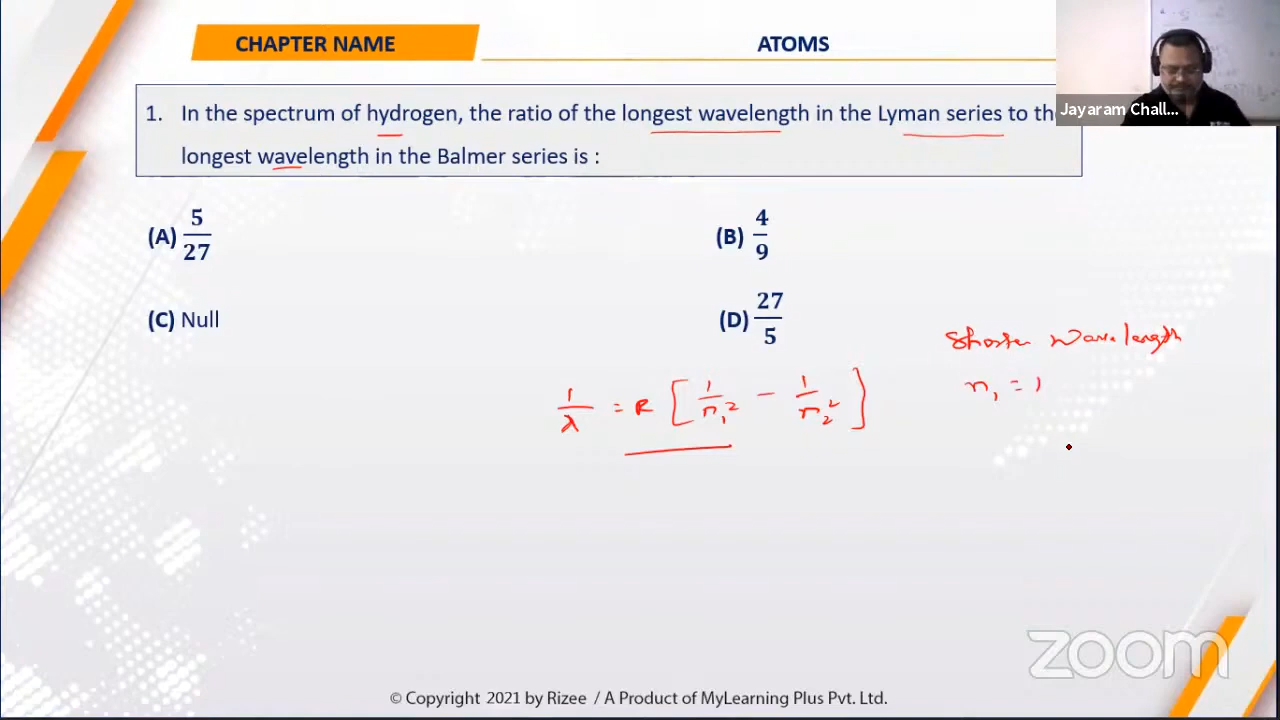 CHAPTER NAME
ATOMS
Jayaram Chall...
1. In the spectrum of hydrogen, the ratio of the longest wavelength in the Lyman series to the
longest wavelength in the Balmer series is :
(A) 5/27
(B) 4/9
(C) Null
(D) 27/5
Shorter Wavelength
n₁ = 1
1/λ = R [1/n₁² − 1/n₂²]
zoom
© Copyright 2021 by Rizee / A Product of MyLearning Plus Pvt. Ltd.